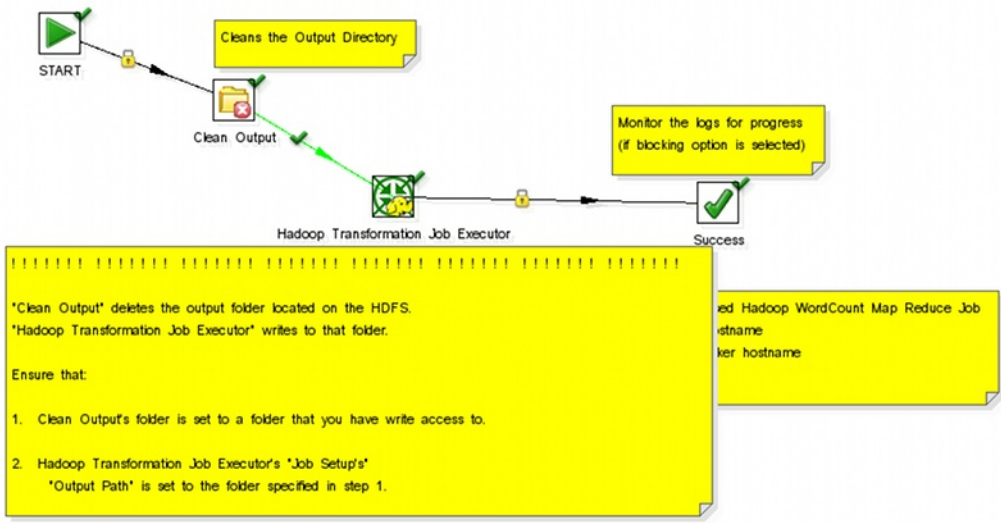 START
Cleans the Output Directory
Clean Output
Monitor the logs for progress
(if blocking option is selected)
Hadoop Transformation Job Executor
Success
! ! ! ! ! ! ! ! ! ! ! ! ! ! ! ! ! ! ! ! ! ! ! ! ! ! ! ! ! ! ! ! ! ! ! ! ! ! ! ! ! ! ! ! ! ! ! ! ! ! ! ! ! ! ! !
"Clean Output" deletes the output folder located on the HDFS.
"Hadoop Transformation Job Executor" writes to that folder.
Ensure that:
1. Clean Output's folder is set to a folder that you have write access to.
2. Hadoop Transformation Job Executor's "Job Setup's"
"Output Path" is set to the folder specified in step 1.
Hadoop WordCount Map Reduce Job
hostname